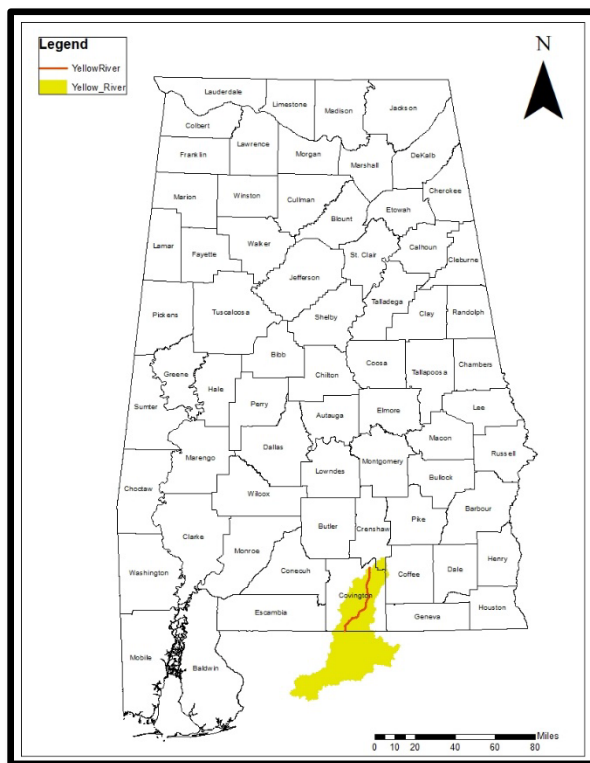 Legend
YellowRiver
Yellow_River
N
Lauderdale
Limestone
Madison
Jackson
Colbert
Lawrence
Franklin
Morgan
Marshall
DeKalb
Marion
Winston
Cullman
Cherokee
Blount
Etowah
Lamar
Fayette
Walker
St. Clair
Calhoun
Cleburne
Jefferson
Talladega
Pickens
Tuscaloosa
Shelby
Clay
Randolph
Bibb
Coosa
Tallapoosa
Chambers
Greene
Hale
Chilton
Sumter
Perry
Autauga
Elmore
Lee
Dallas
Macon
Marengo
Lowndes
Montgomery
Russell
Bullock
Choctaw
Wilcox
Clarke
Butler
Crenshaw
Pike
Barbour
Monroe
Washington
Conecuh
Coffee
Dale
Henry
Covington
Escambia
Geneva
Houston
Mobile
Baldwin
Miles
0 5 10 20 40 60 80